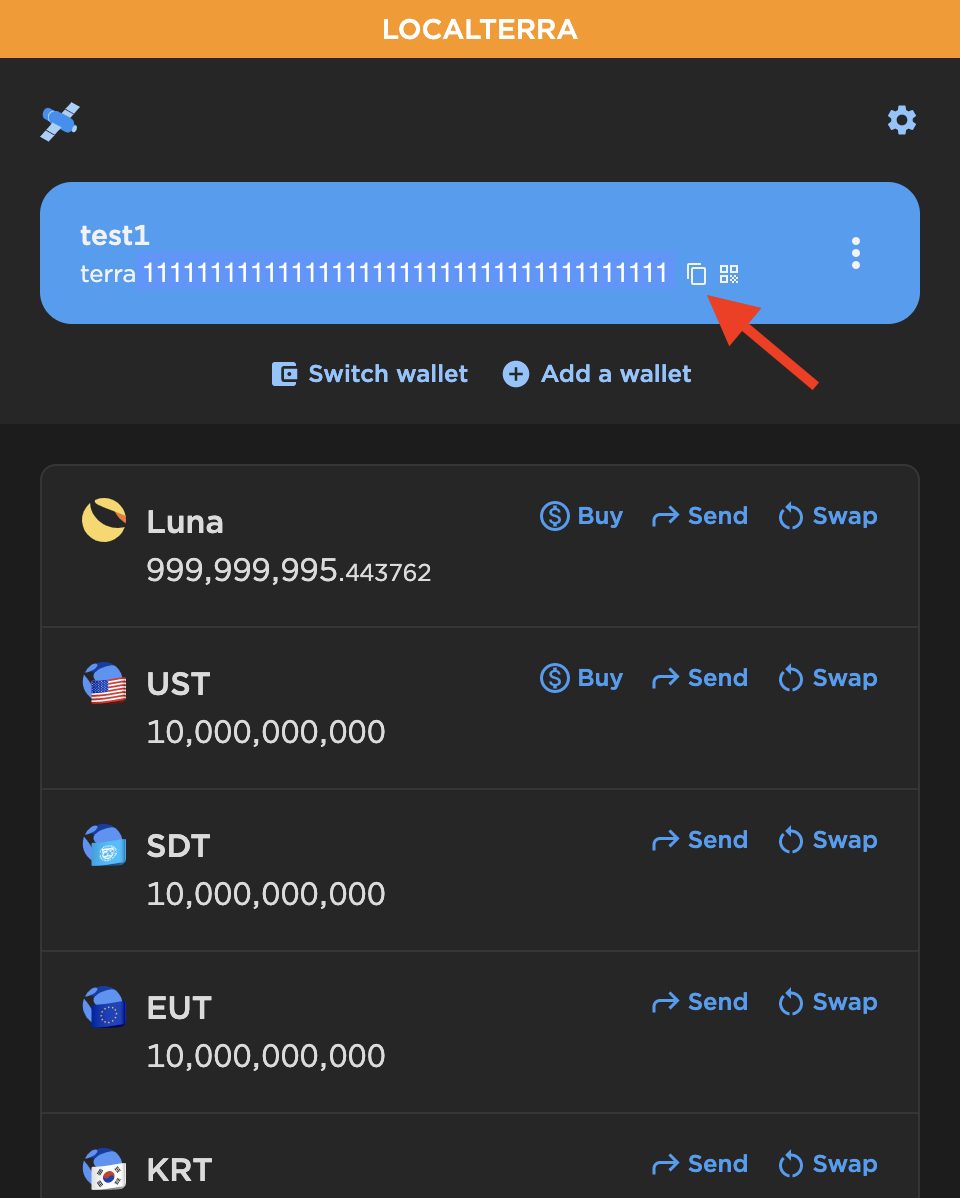 LOCALTERRA
test1
terra 111111111111111111111111111111111111111
Switch wallet
Add a wallet
Luna
Buy
Send
Swap
999,999,995.443762
UST
Buy
Send
Swap
10,000,000,000
SDT
Send
Swap
10,000,000,000
EUT
Send
Swap
10,000,000,000
KRT
Send
Swap